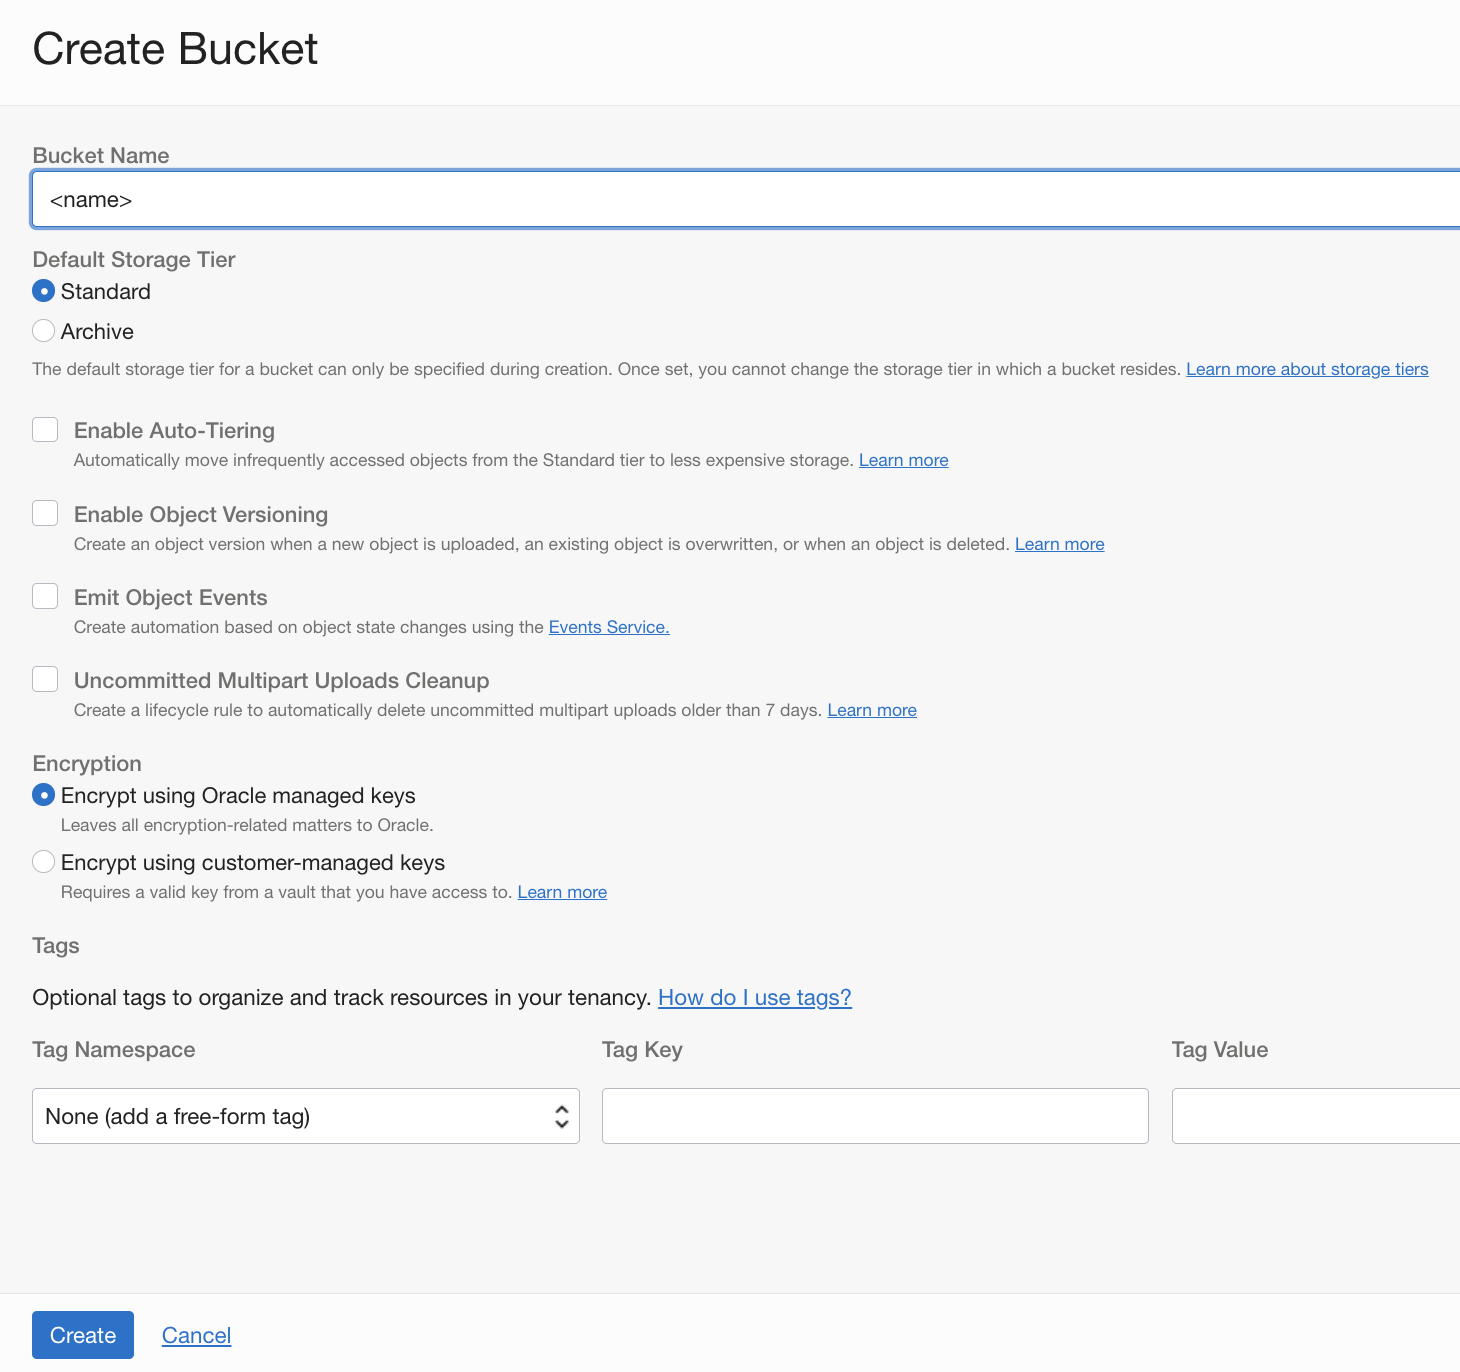 Create Bucket
Bucket Name
<name>
Default Storage Tier
Standard
Archive
The default storage tier for a bucket can only be specified during creation. Once set, you cannot change the storage tier in which a bucket resides. Learn more about storage tiers
Enable Auto-Tiering
Automatically move infrequently accessed objects from the Standard tier to less expensive storage. Learn more
Enable Object Versioning
Create an object version when a new object is uploaded, an existing object is overwritten, or when an object is deleted. Learn more
Emit Object Events
Create automation based on object state changes using the Events Service.
Uncommitted Multipart Uploads Cleanup
Create a lifecycle rule to automatically delete uncommitted multipart uploads older than 7 days. Learn more
Encryption
Encrypt using Oracle managed keys
Leaves all encryption-related matters to Oracle.
Encrypt using customer-managed keys
Requires a valid key from a vault that you have access to. Learn more
Tags
Optional tags to organize and track resources in your tenancy. How do I use tags?
Tag Namespace Tag Key Tag Value
None (add a free-form tag)
Create Cancel